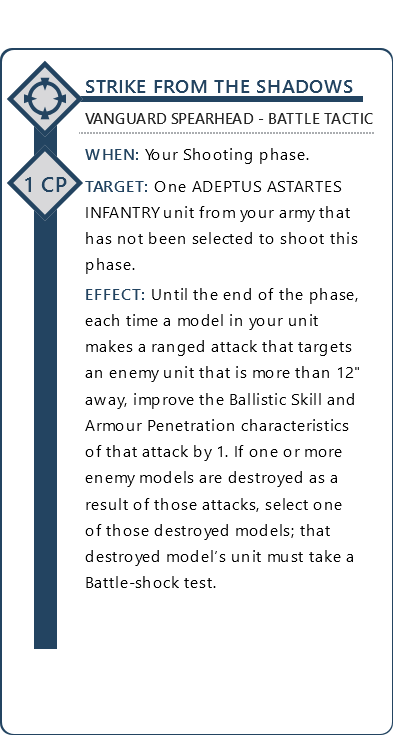 STRIKE FROM THE SHADOWS
VANGUARD SPEARHEAD - BATTLE TACTIC
WHEN: Your Shooting phase.
1 CP
TARGET: One ADEPTUS ASTARTES
INFANTRY unit from your army that
has not been selected to shoot this
phase.
EFFECT: Until the end of the phase,
each time a model in your unit
makes a ranged attack that targets
an enemy unit that is more than 12"
away, improve the Ballistic Skill and
Armour Penetration characteristics
of that attack by 1. If one or more
enemy models are destroyed as a
result of those attacks, select one
of those destroyed models; that
destroyed model’s unit must take a
Battle-shock test.